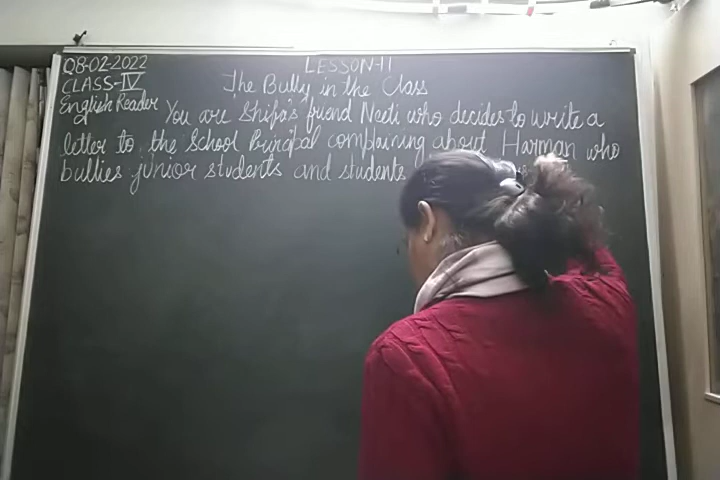 08-02-2022 LESSON-11
CLASS-IV The Bully in the Class
English Reader You are Shifa's friend Neeti who decides to write a
letter to the School Principal complaining about Harman who
bullies junior students and students